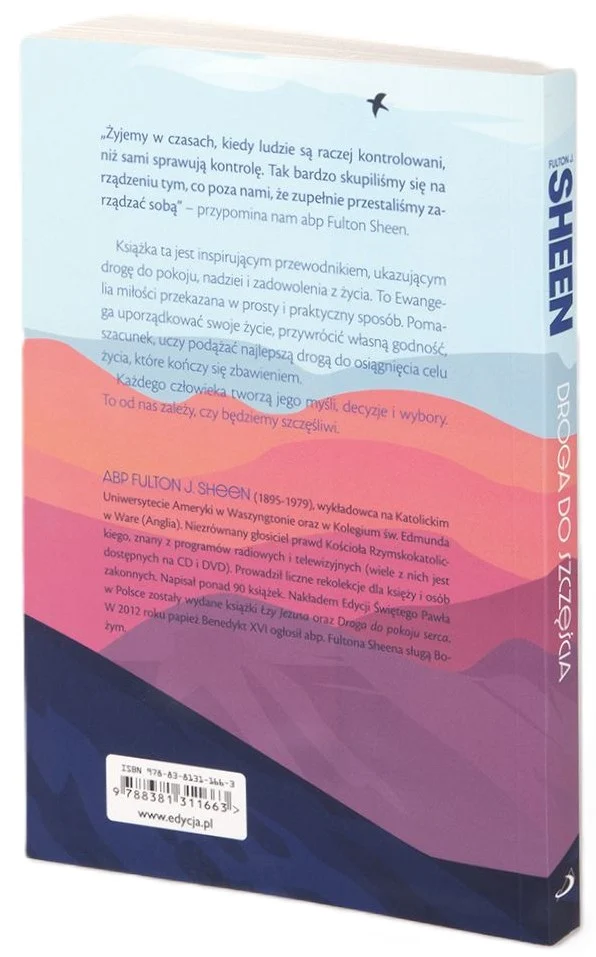 „Żyjemy w czasach, kiedy ludzie są raczej kontrolowani,
niż sami sprawują kontrolę. Tak bardzo skupiliśmy się na
rządzeniu tym, co poza nami, że zupełnie przestaliśmy za-
rządzać sobą” – przypomina nam abp Fulton Sheen.
Książka ta jest inspirującym przewodnikiem, ukazującym
drogę do pokoju, nadziei i zadowolenia z życia. To Ewange-
lia miłości przekazana w prosty i praktyczny sposób. Poma-
ga uporządkować swoje życie, przywrócić własną godność,
szacunek, uczy podążać najlepszą drogą do osiągnięcia celu
życia, które kończy się zbawieniem.
Każdego człowieka tworzą jego myśli, decyzje i wybory.
To od nas zależy, czy będziemy szczęśliwi.
ABP FULTON J. SHEEN (1895-1979), wykładowca na Katolickim
Uniwersytecie Ameryki w Waszyngtonie oraz w Kolegium św. Edmunda
w Ware (Anglia). Niezrównany głosiciel prawd Kościoła Rzymskokatolic-
kiego, znany z programów radiowych i telewizyjnych (wiele z nich jest
dostępnych na CD i DVD). Prowadził liczne rekolekcje dla księży i osób
zakonnych. Napisał ponad 90 książek. Nakładem Edycji Świętego Pawła
w Polsce zostały wydane książki Łzy Jezusa oraz Droga do pokoju serca.
W 2012 roku papież Benedykt XVI ogłosił abp. Fultona Sheena sługą Bo-
żym.
ISBN 978-83-8131-166-3
9 788381 311663 >
www.edycja.pl
FULTON J.
SHEEN
DROGA DO SZCZĘŚCIA